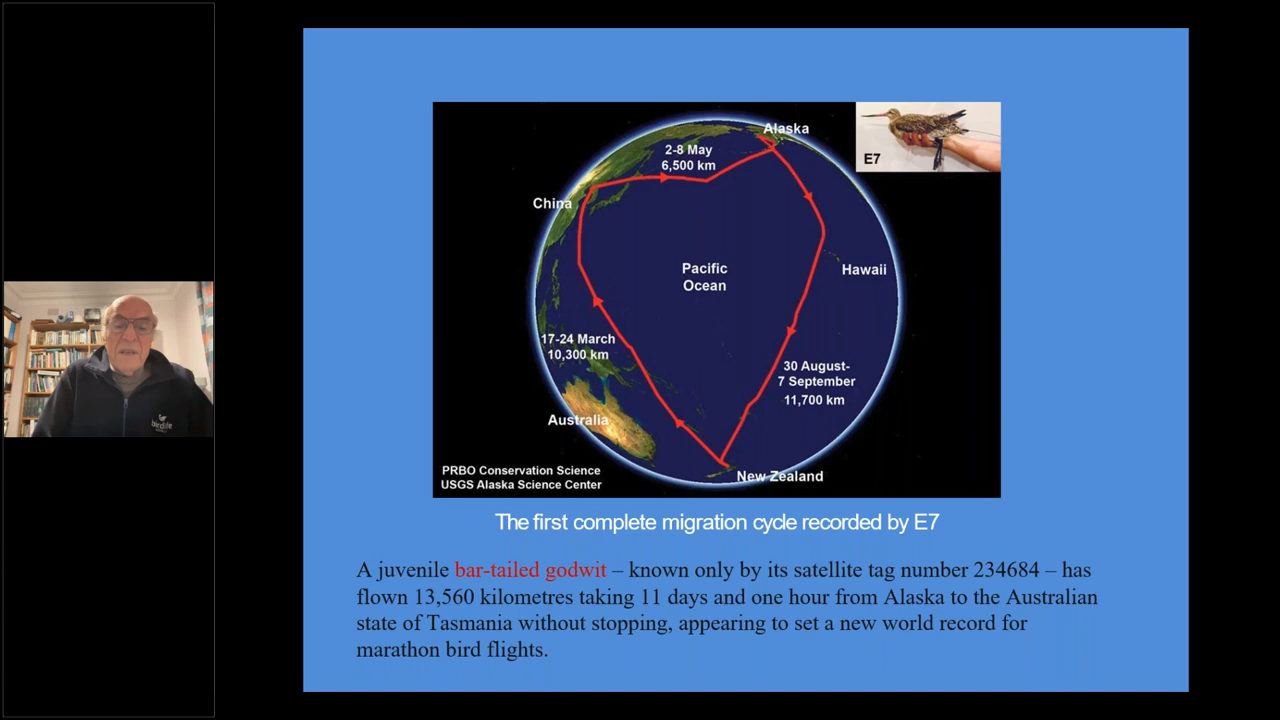 Alaska
E7
2-8 May
6,500 km
China
Pacific
Ocean
Hawaii
17-24 March
10,300 km
30 August-
7 September
11,700 km
Australia
PRBO Conservation Science
USGS Alaska Science Center
New Zealand
The first complete migration cycle recorded by E7
A juvenile bar-tailed godwit – known only by its satellite tag number 234684 – has
flown 13,560 kilometres taking 11 days and one hour from Alaska to the Australian
state of Tasmania without stopping, appearing to set a new world record for
marathon bird flights.
birdlife